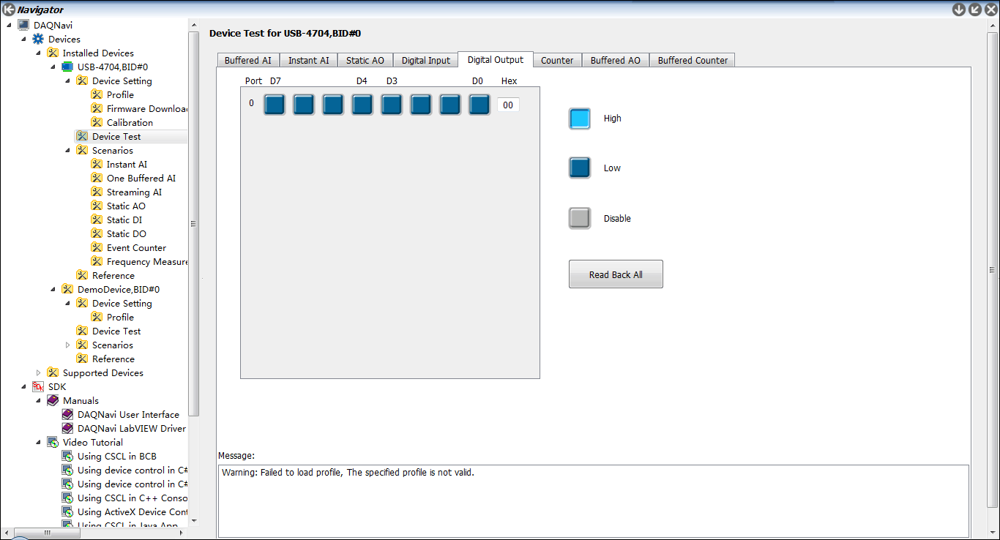 Navigator
DAQNavi
Devices
Installed Devices
USB-4704,BID#0
Device Setting
Profile
Firmware Downloa
Calibration
Device Test
Scenarios
Instant AI
One Buffered AI
Streaming AI
Static AO
Static DI
Static DO
Event Counter
Frequency Measure
Reference
DemoDevice,BID#0
Device Setting
Profile
Device Test
Scenarios
Reference
Supported Devices
SDK SDK
Manuals
DAQNavi User Interface
DAQNavi LabVIEW Driver
Video Tutorial
Using CSCL in BCB
Using device control in C#
Using device control in C#
Using CSCL in C++ Conso
Using ActiveX Device Cont
Using CSCL in Java App
Device Test for USB-4704,BID#0
Buffered AI Instant AI Static AO Digital Input Digital Output Counter Buffered AO Buffered Counter
Port D7 D4 D3 D0 Hex
0 00
High
Low
Disable
Read Back All
Message:
Warning: Failed to load profile, The specified profile is not valid.